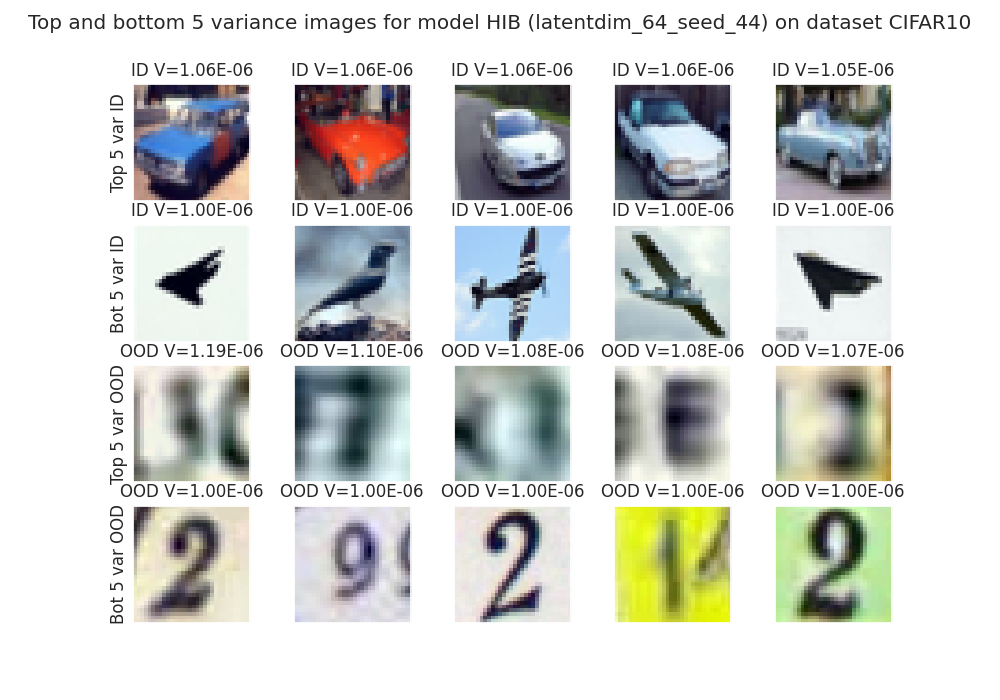 Top and bottom 5 variance images for model HIB (latentdim_64_seed_44) on dataset CIFAR10
ID V=1.06E-06 ID V=1.06E-06 ID V=1.06E-06 ID V=1.06E-06 ID V=1.05E-06
Top 5 var ID
ID V=1.00E-06 ID V=1.00E-06 ID V=1.00E-06 ID V=1.00E-06 ID V=1.00E-06
Bot 5 var ID
OOD V=1.19E-06 OOD V=1.10E-06 OOD V=1.08E-06 OOD V=1.08E-06 OOD V=1.07E-06
Top 5 var OOD
OOD V=1.00E-06 OOD V=1.00E-06 OOD V=1.00E-06 OOD V=1.00E-06 OOD V=1.00E-06
Bot 5 var OOD
2 9 2 1 2